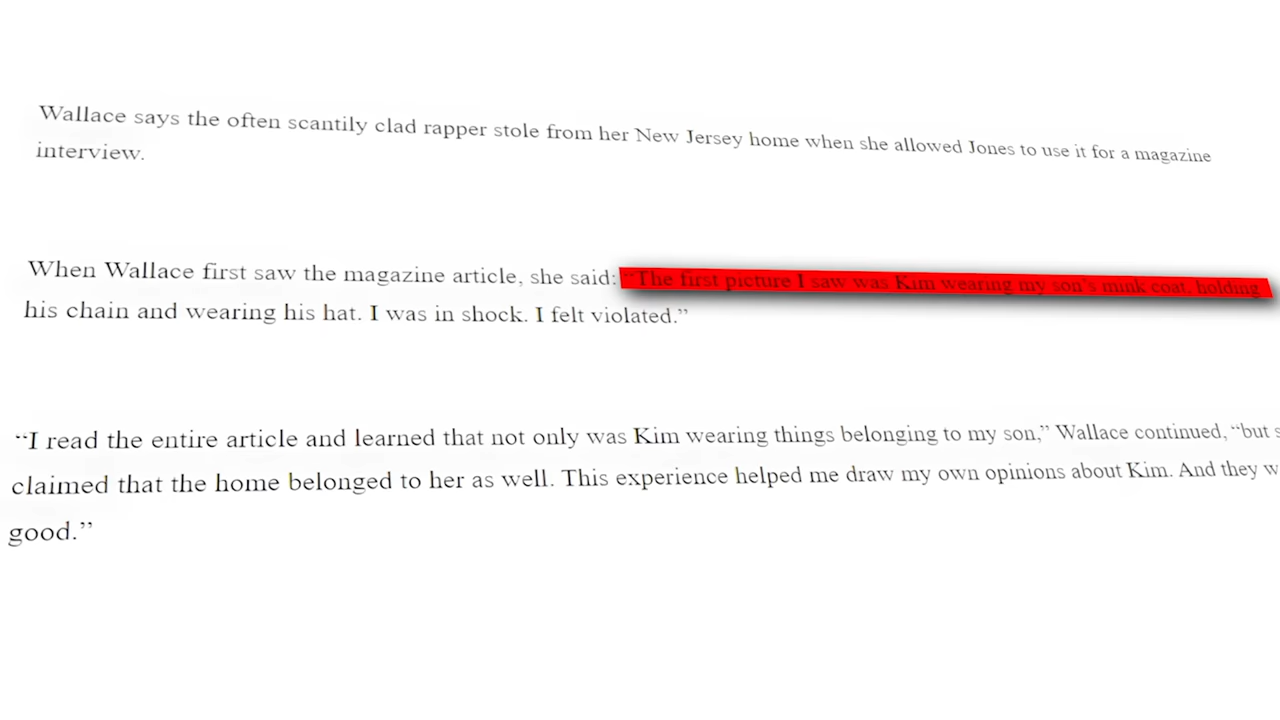 Wallace says the often scantily clad rapper stole from her New Jersey home when she allowed Jones to use it for a magazine
interview.
When Wallace first saw the magazine article, she said: “The first picture I saw was Kim wearing my son’s mink coat, holding
his chain and wearing his hat. I was in shock. I felt violated.”
“I read the entire article and learned that not only was Kim wearing things belonging to my son,” Wallace continued, “but
claimed that the home belonged to her as well. This experience helped me draw my own opinions about Kim. And they
good.”